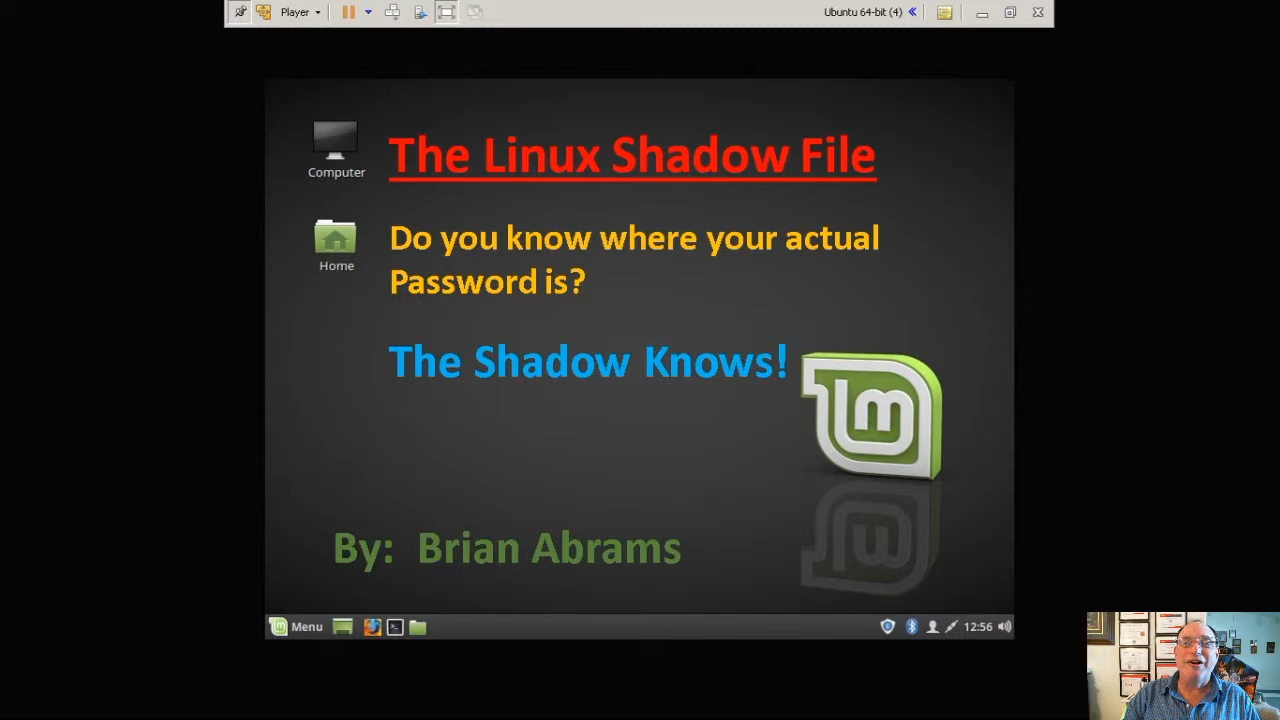 Player
Ubuntu 64-bit (4)
Computer
The Linux Shadow File
Home
Do you know where your actual
Password is?
The Shadow Knows!
By: Brian Abrams
Menu
12:56